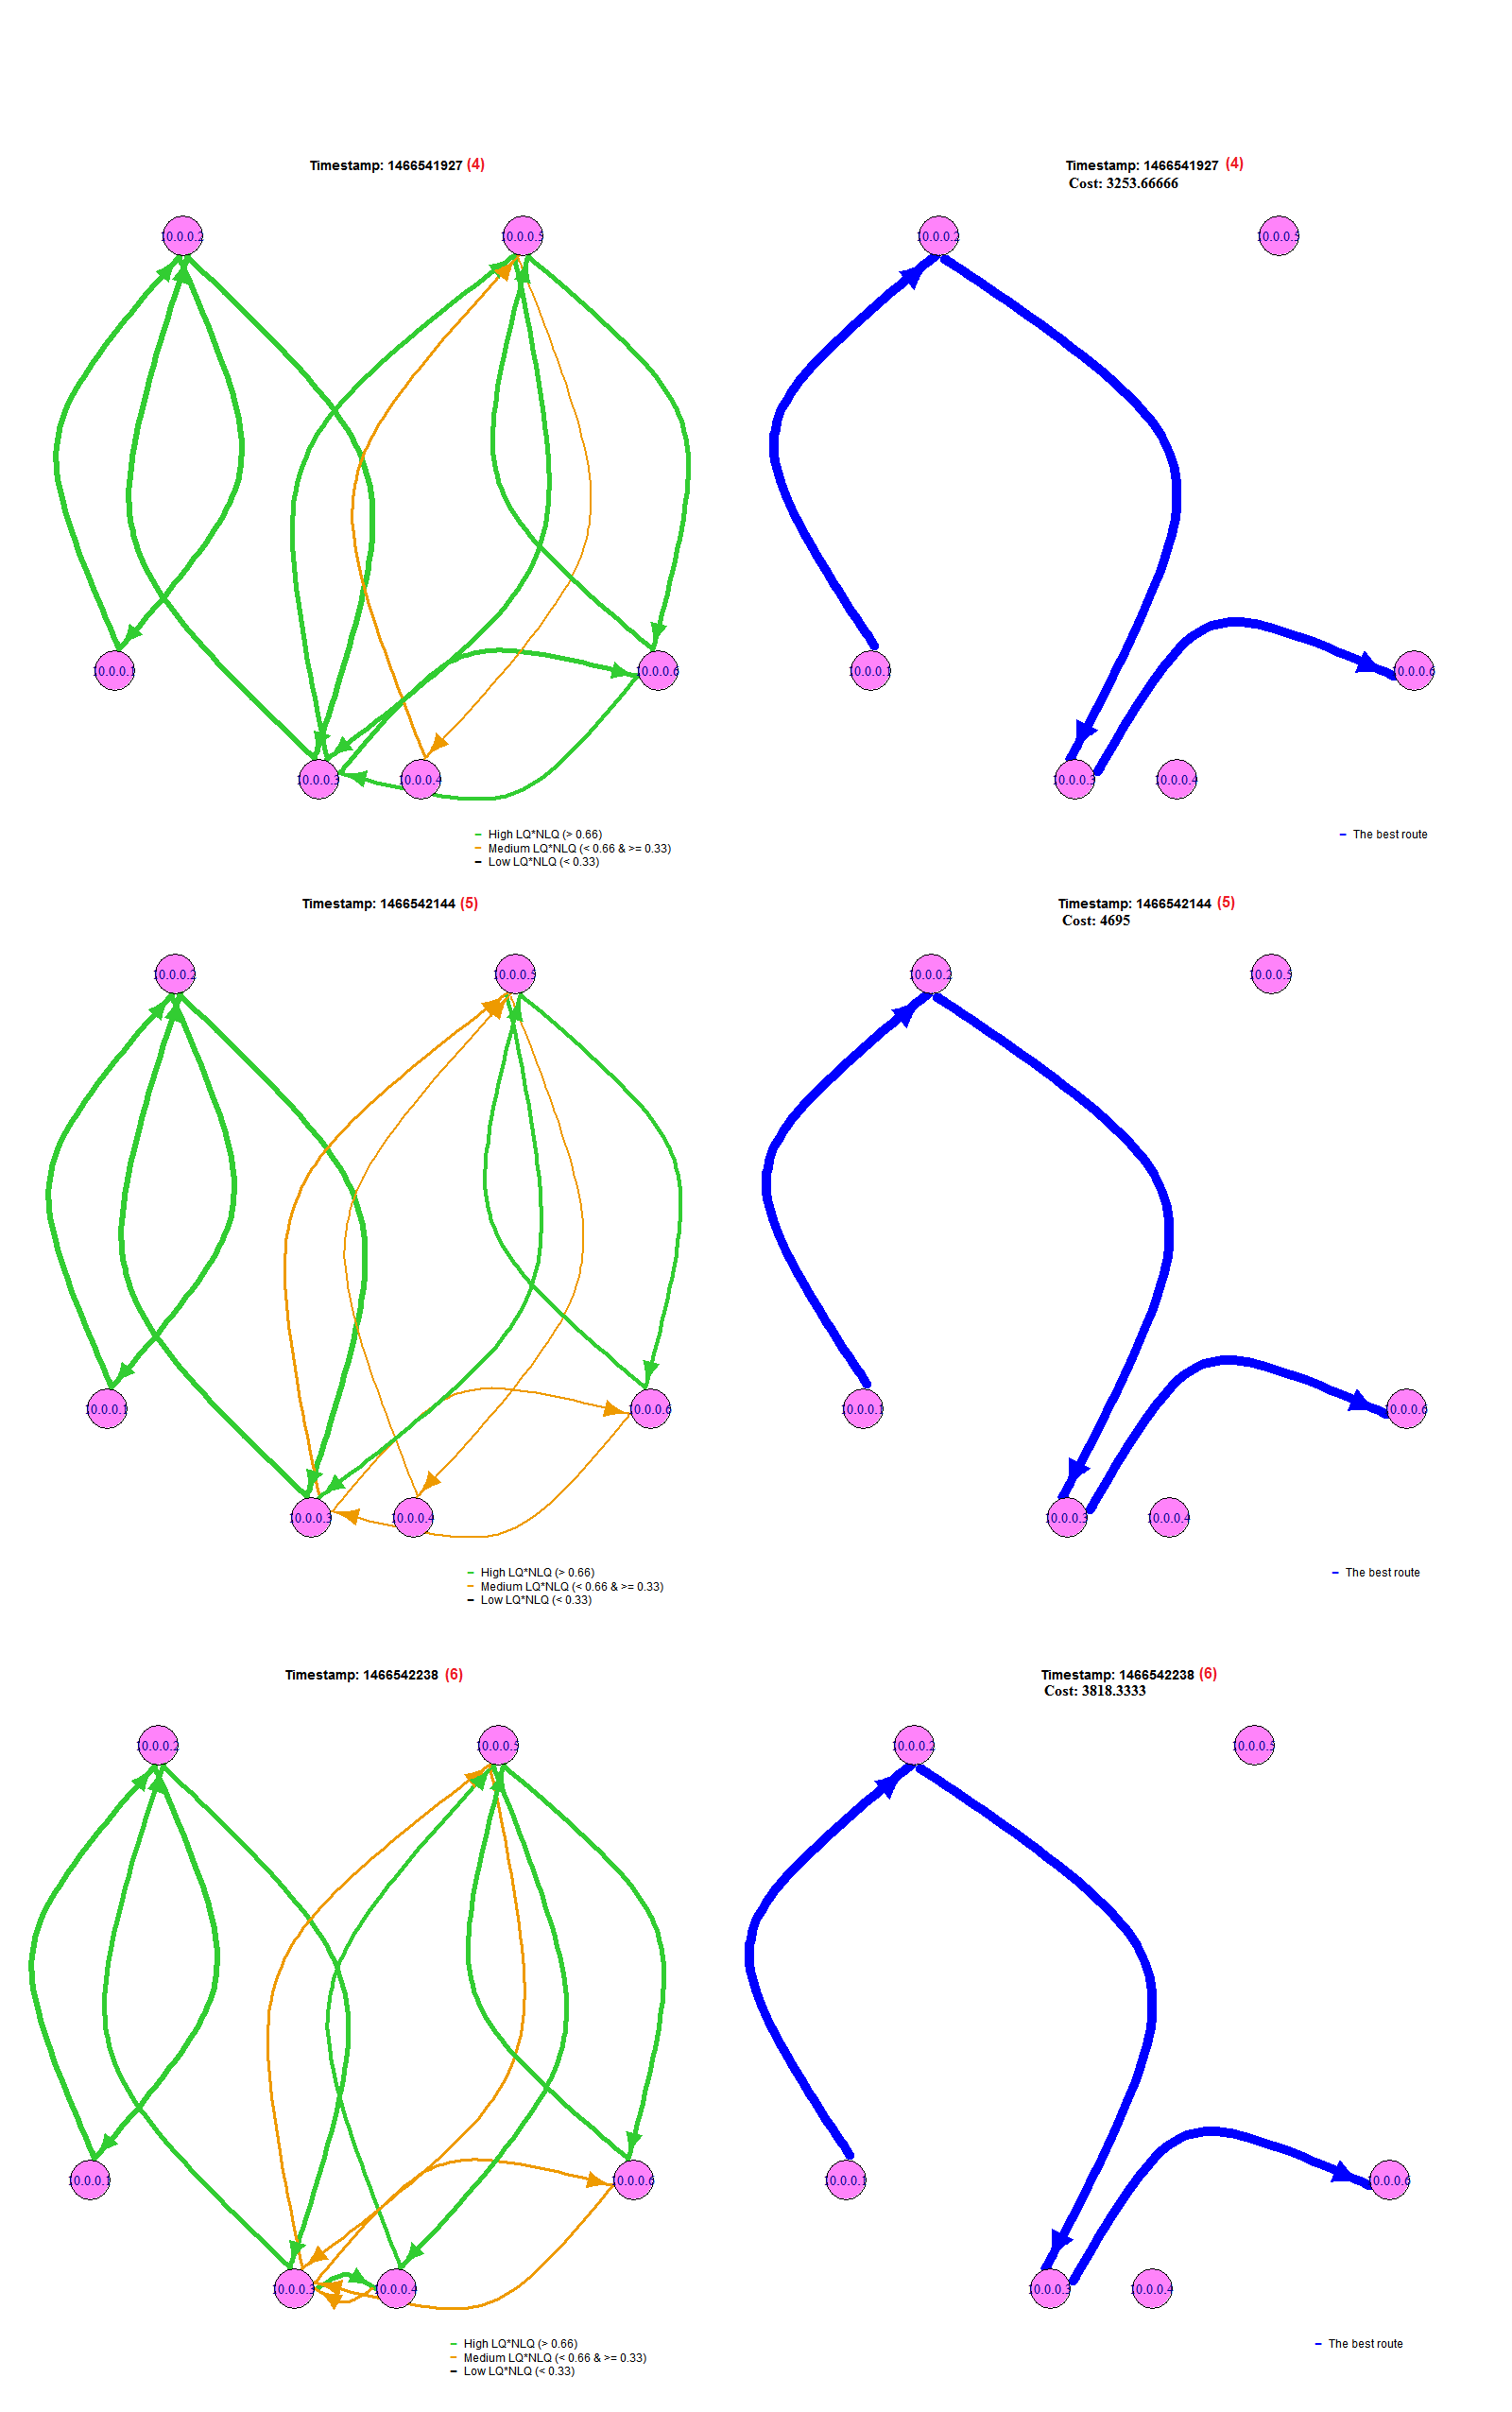 Timestamp: 1466541927 (4)
Timestamp: 1466541927 (4)
Cost: 3253.66666
10.0.0.2
10.0.0.5
10.0.0.2
10.0.0.5
10.0.0.1
10.0.0.6
10.0.0.1
10.0.0.6
10.0.0.3
10.0.0.4
10.0.0.3
10.0.0.4
High LQ*NLQ (> 0.66)
Medium LQ*NLQ (< 0.66 & >= 0.33)
Low LQ*NLQ (< 0.33)
The best route
Timestamp: 1466542144 (5)
Timestamp: 1466542144 (5)
Cost: 4695
10.0.0.2
10.0.0.5
10.0.0.2
10.0.0.5
10.0.0.1
10.0.0.6
10.0.0.1
10.0.0.6
10.0.0.3
10.0.0.4
10.0.0.3
10.0.0.4
High LQ*NLQ (> 0.66)
Medium LQ*NLQ (< 0.66 & >= 0.33)
Low LQ*NLQ (< 0.33)
The best route
Timestamp: 1466542238 (6)
Timestamp: 1466542238 (6)
Cost: 3818.3333
10.0.0.2
10.0.0.5
10.0.0.2
10.0.0.5
10.0.0.1
10.0.0.6
10.0.0.1
10.0.0.6
10.0.0.3
10.0.0.4
10.0.0.3
10.0.0.4
High LQ*NLQ (> 0.66)
Medium LQ*NLQ (< 0.66 & >= 0.33)
Low LQ*NLQ (< 0.33)
The best route